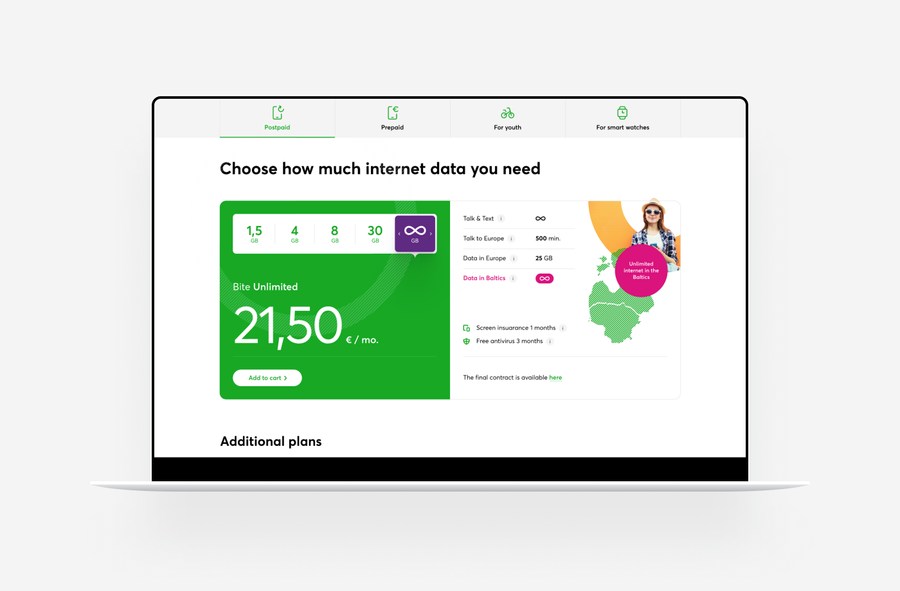 Postpaid
Prepaid
For youth
For smart watches
Choose how much internet data you need
1,5 GB
4 GB
8 GB
30 GB
∞ GB
Bite Unlimited
21,50 € / mo.
Add to cart
Talk & Text ∞
Talk to Europe 500 min.
Data in Europe 25 GB
Data in Baltics ∞
Unlimited
internet in the
Baltics
Screen insuarance 1 months
Free antivirus 3 months
The final contract is available here
Additional plans